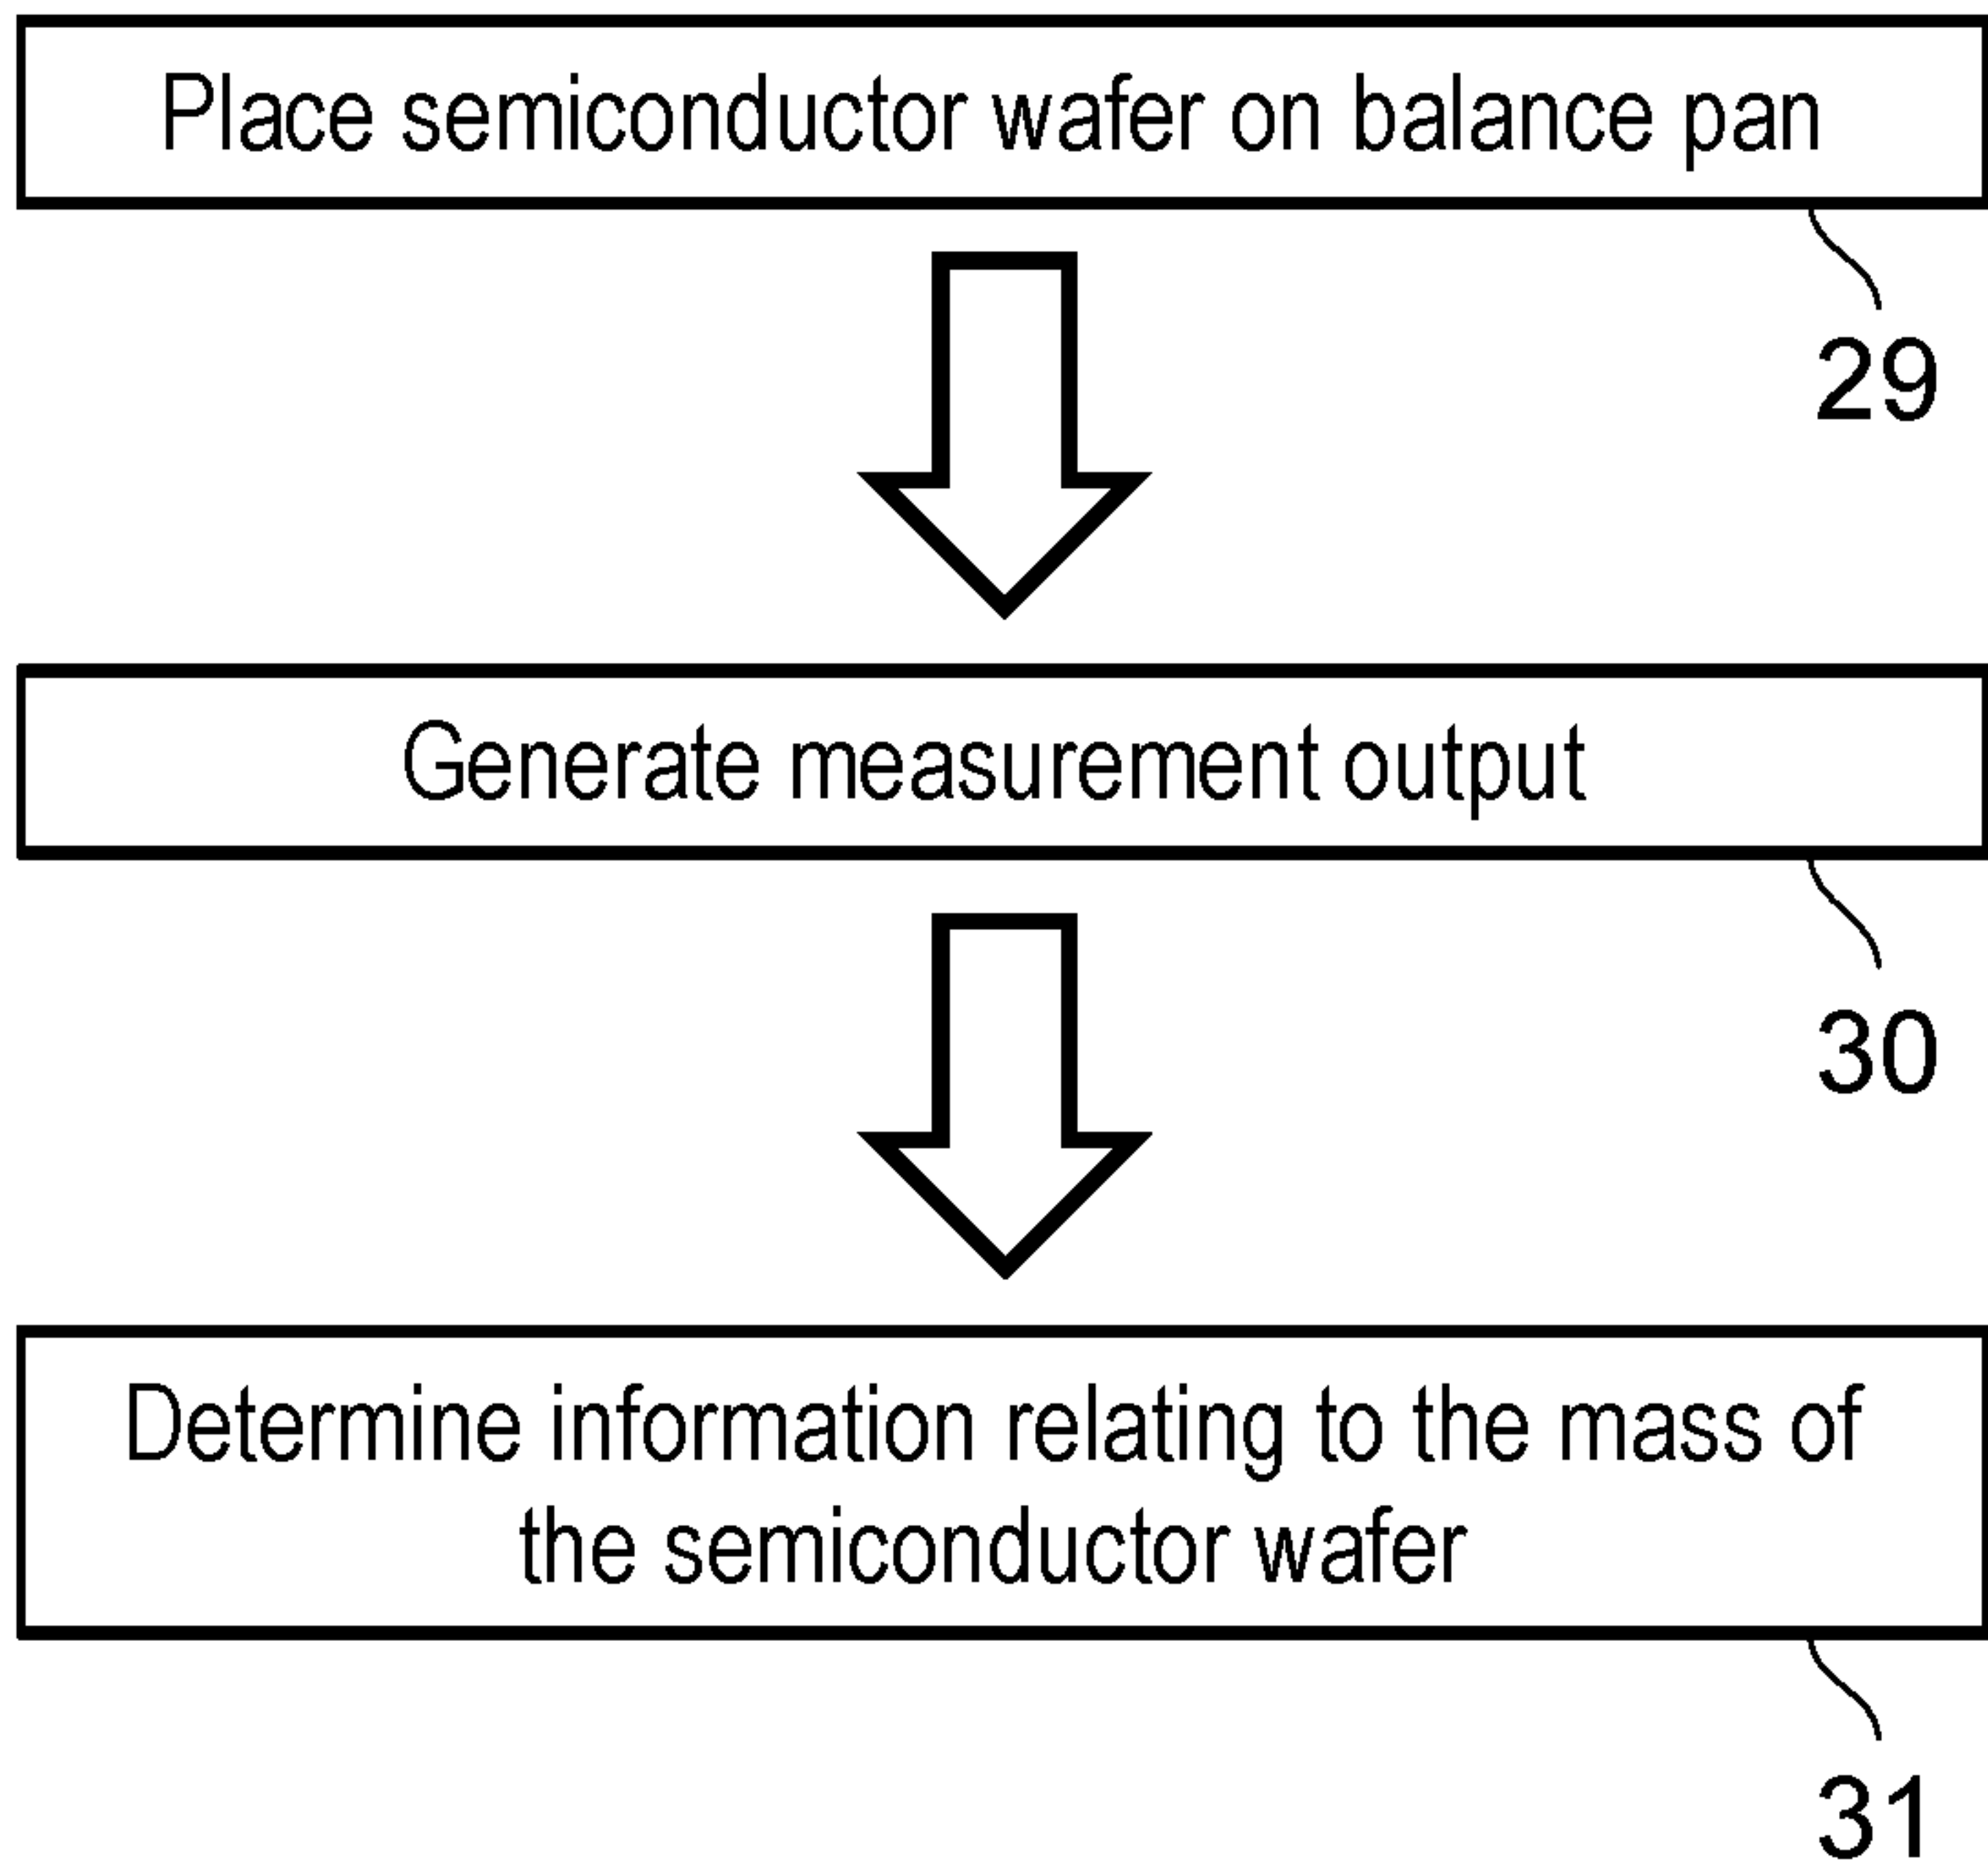 Place semiconductor wafer on balance pan
29
Generate measurement output
30
Determine information relating to the mass of
the semiconductor wafer
31